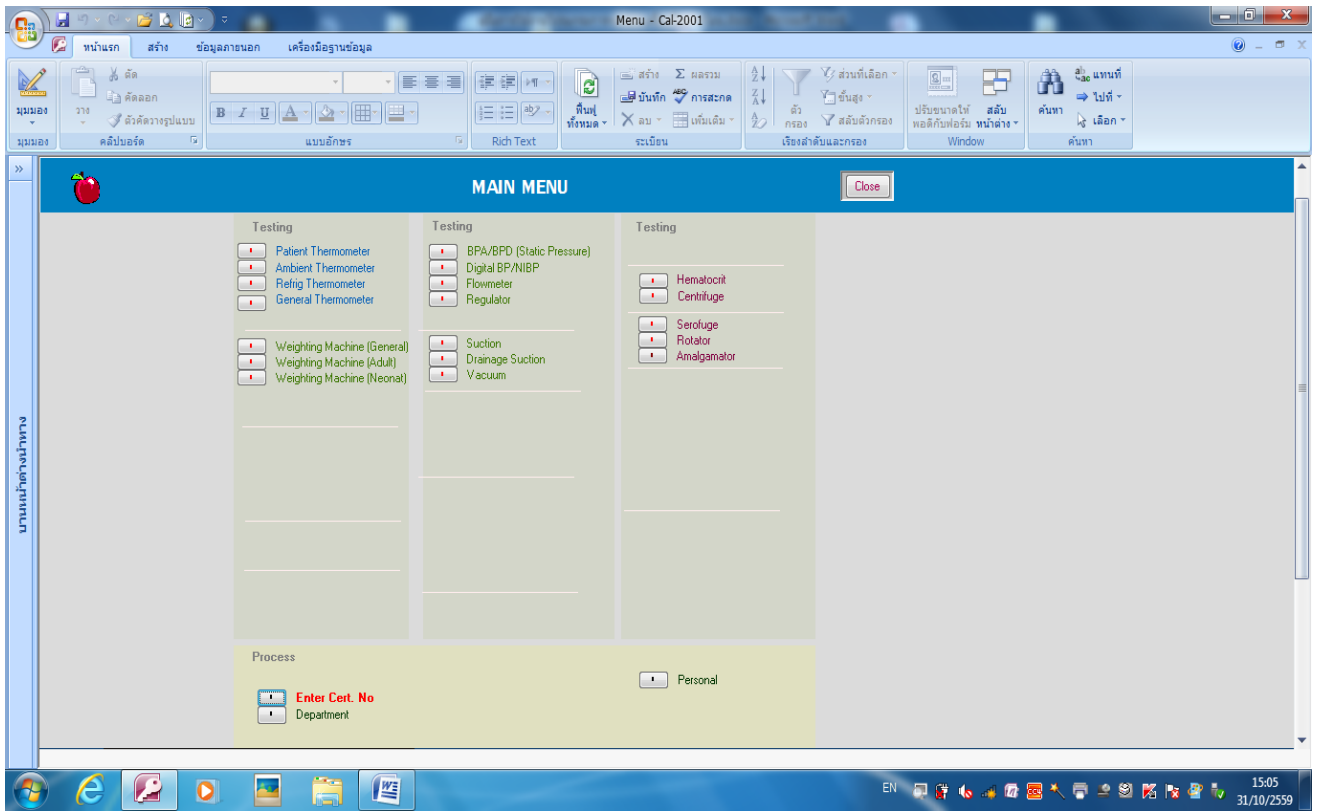 Menu - Cal-2001
หน้าแรก สร้าง ข้อมูลภายนอก เครื่องมือฐานข้อมูล
มุมมอง
วาง
ตัด
คัดลอก
ตัวคัดวางรูปแบบ
B I U A
ฟื้นฟู
ทั้งหมด
สร้าง Σ ผลรวม
บันทึก การสะกด
ลบ เพิ่มเติม
ตัว
กรอง
ส่วนที่เลือก
ขั้นสูง
สลับตัวกรอง
ปรับขนาดให้
พอดีกับฟอร์ม
สลับ
หน้าต่าง
ค้นหา
แทนที่
ไปที่
เลือก
มุมมอง คลิปบอร์ด แบบอักษร Rich Text ระเบียน เรียงลำดับและกรอง Window ค้นหา
บานหน้าต่างนำทาง
MAIN MENU
Close
Testing
Patient Thermometer
Ambient Thermometer
Refrig Thermometer
General Thermometer
Weighting Machine (General)
Weighting Machine (Adult)
Weighting Machine (Neonat)
Testing
BPA/BPD (Static Pressure)
Digital BP/NIBP
Flowmeter
Regulator
Suction
Drainage Suction
Vacuum
Testing
Hematocrit
Centrifuge
Serofuge
Rotator
Amalgamator
Process
Enter Cert. No
Department
Personal
EN
15:05
31/10/2559